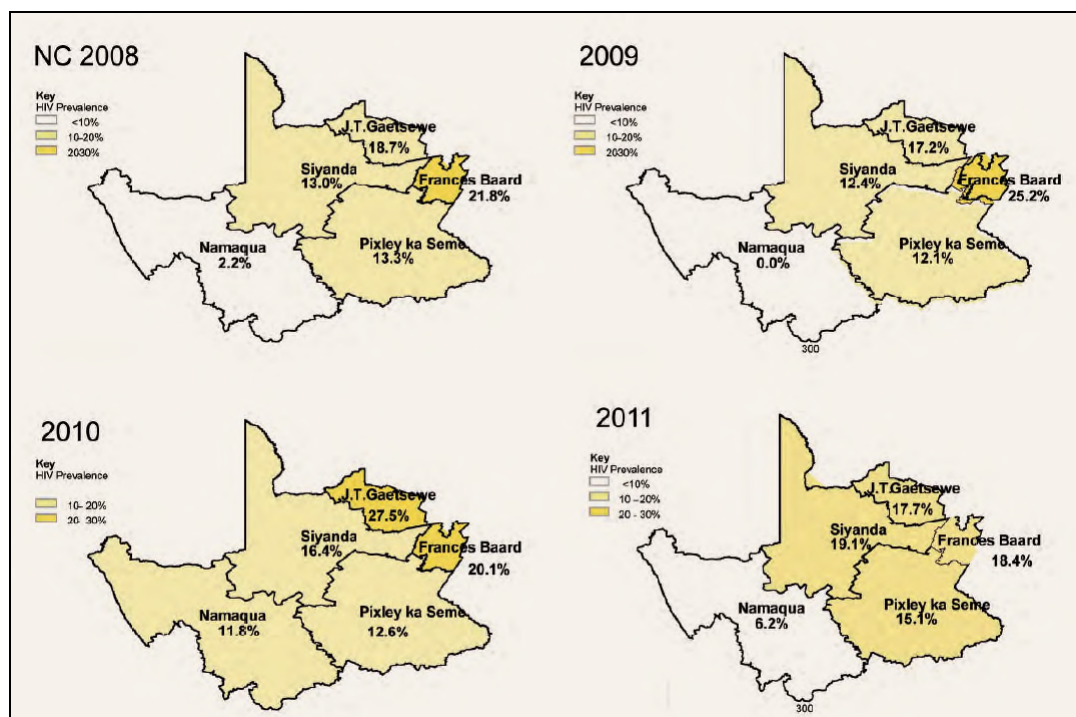 NC 2008
Key
HIV Prevalence
<10%
10-20%
2030%
J.T.Gaetsewe
18.7%
Siyanda
13.0%
Frances Baard
21.8%
Namaqua
2.2%
Pixley ka Seme
13.3%
2009
Key
HIV Prevalence
<10%
10-20%
2030%
J.T.Gaetsewe
17.2%
Siyanda
12.4%
Frances Baard
25.2%
Namaqua
0.0%
Pixley ka Seme
12.1%
300
2010
Key
HIV Prevalence
10-20%
20-30%
J.T.Gaetsewe
27.5%
Siyanda
16.4%
Frances Baard
20.1%
Namaqua
11.8%
Pixley ka Seme
12.6%
2011
Key
HIV Prevalence
<10%
10-20%
20-30%
J.T.Gaetsewe
17.7%
Siyanda
19.1%
Frances Baard
18.4%
Namaqua
6.2%
Pixley ka Seme
15.1%
300